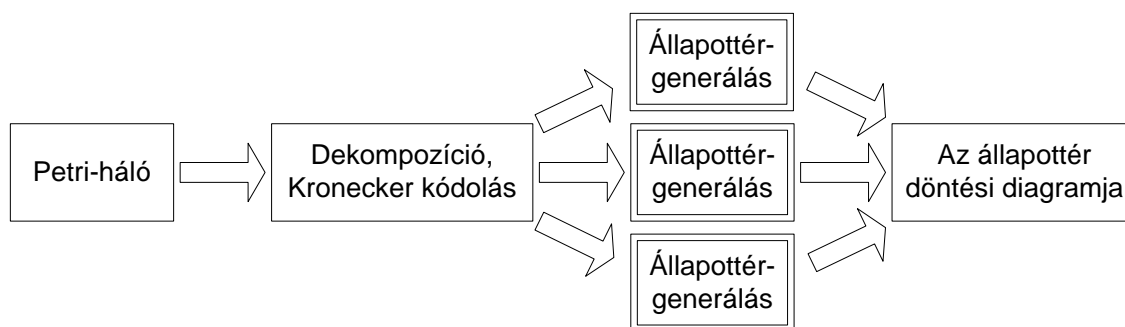 Petri-háló
Dekompozíció,
Kronecker kódolás
Állapottér-
generálás
Állapottér-
generálás
Állapottér-
generálás
Az állapottér
döntési diagramja